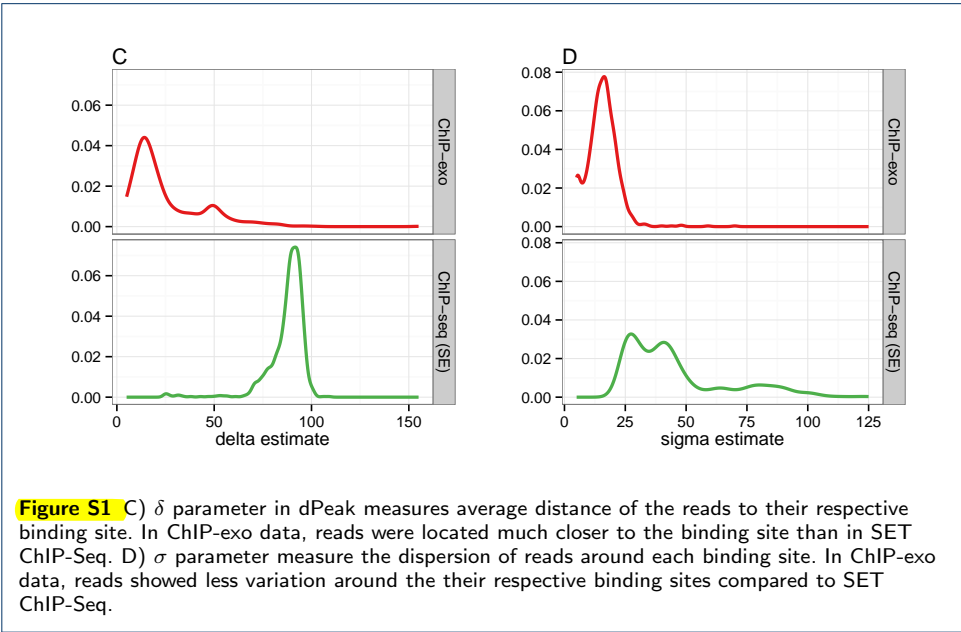 C
0.06
0.04
0.02
0.00
ChIP−exo
0.06
0.04
0.02
0.00
ChIP−seq (SE)
0 50 100 150
delta estimate
D
0.08
0.06
0.04
0.02
0.00
ChIP−exo
0.08
0.06
0.04
0.02
0.00
ChIP−seq (SE)
0 25 50 75 100 125
sigma estimate
Figure S1 C) δ parameter in dPeak measures average distance of the reads to their respective
binding site. In ChIP-exo data, reads were located much closer to the binding site than in SET
ChIP-Seq. D) σ parameter measure the dispersion of reads around each binding site. In ChIP-exo
data, reads showed less variation around the their respective binding sites compared to SET
ChIP-Seq.